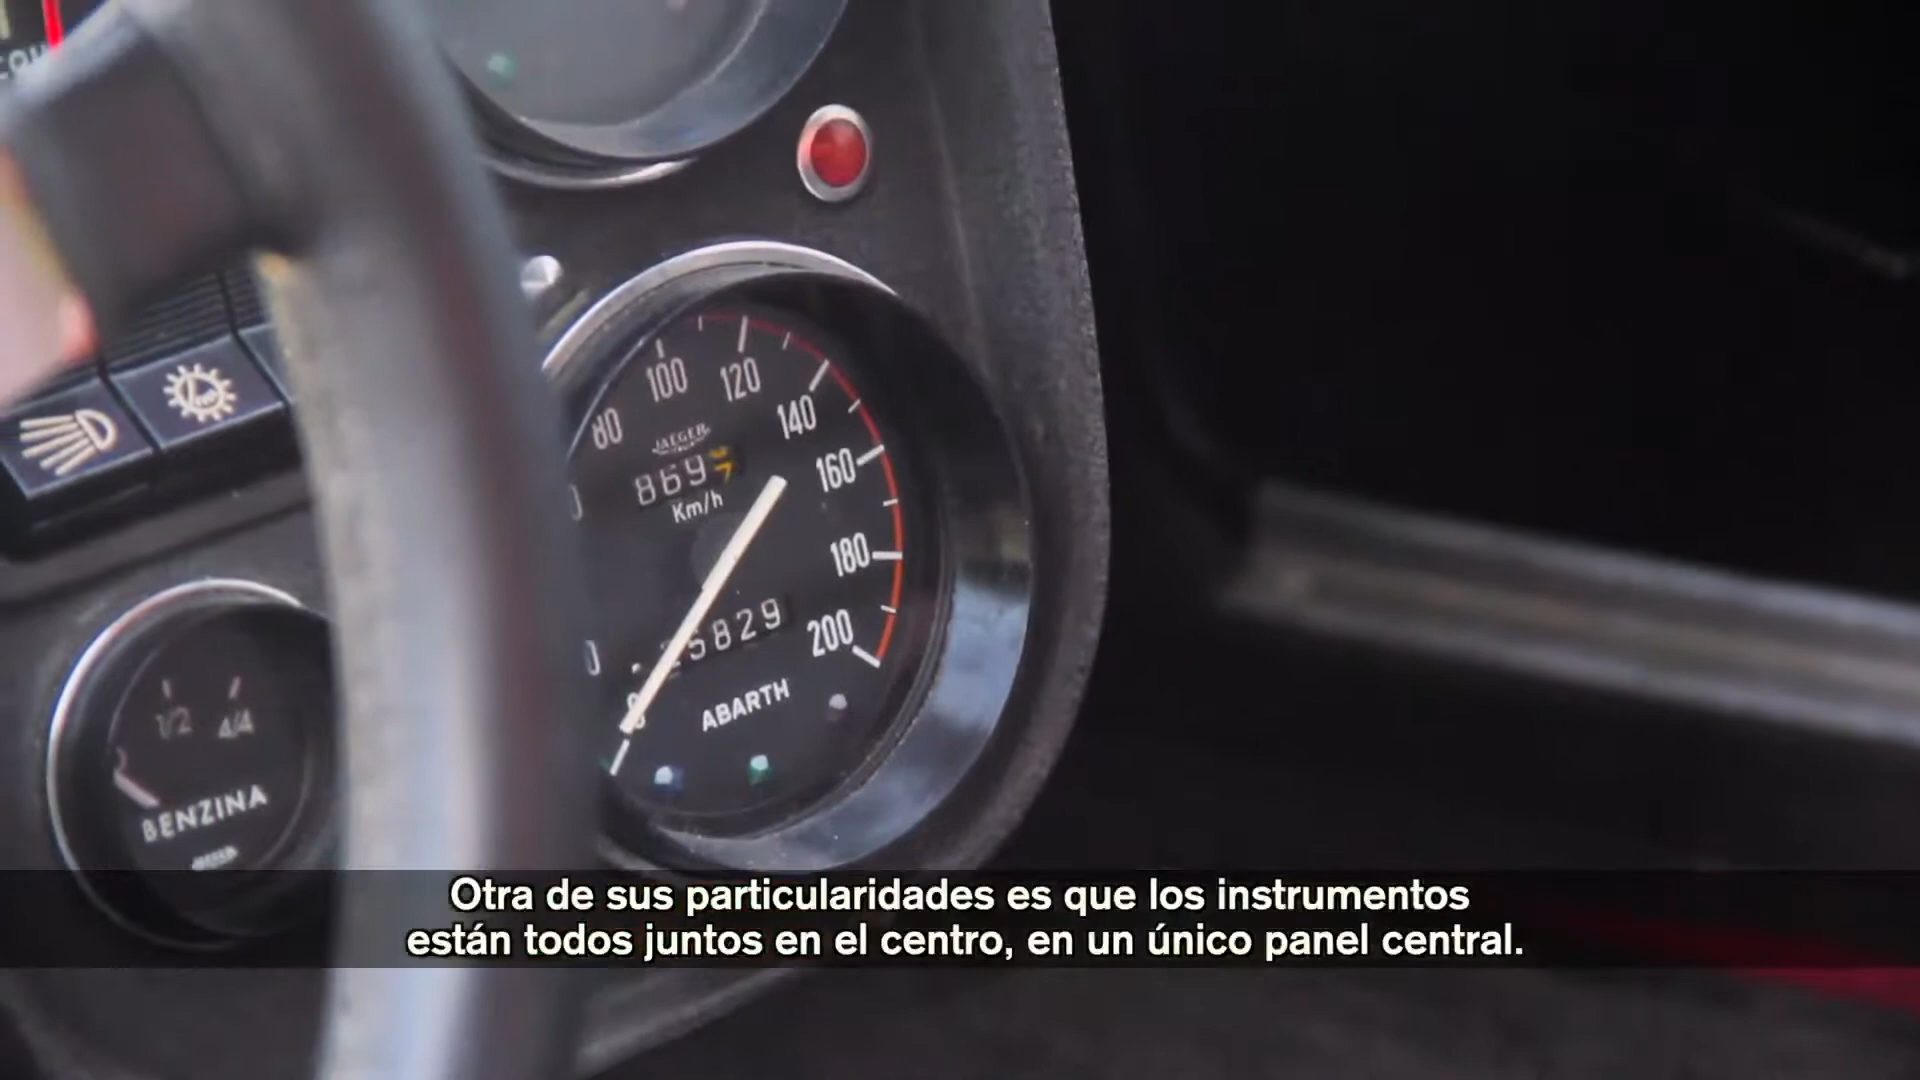 100
120
80
140
JAEGER
869
160
Km/h
180
5829
200
ABARTH
1/2
4/4
BENZINA
Otra de sus particularidades es que los instrumentos
están todos juntos en el centro, en un único panel central.